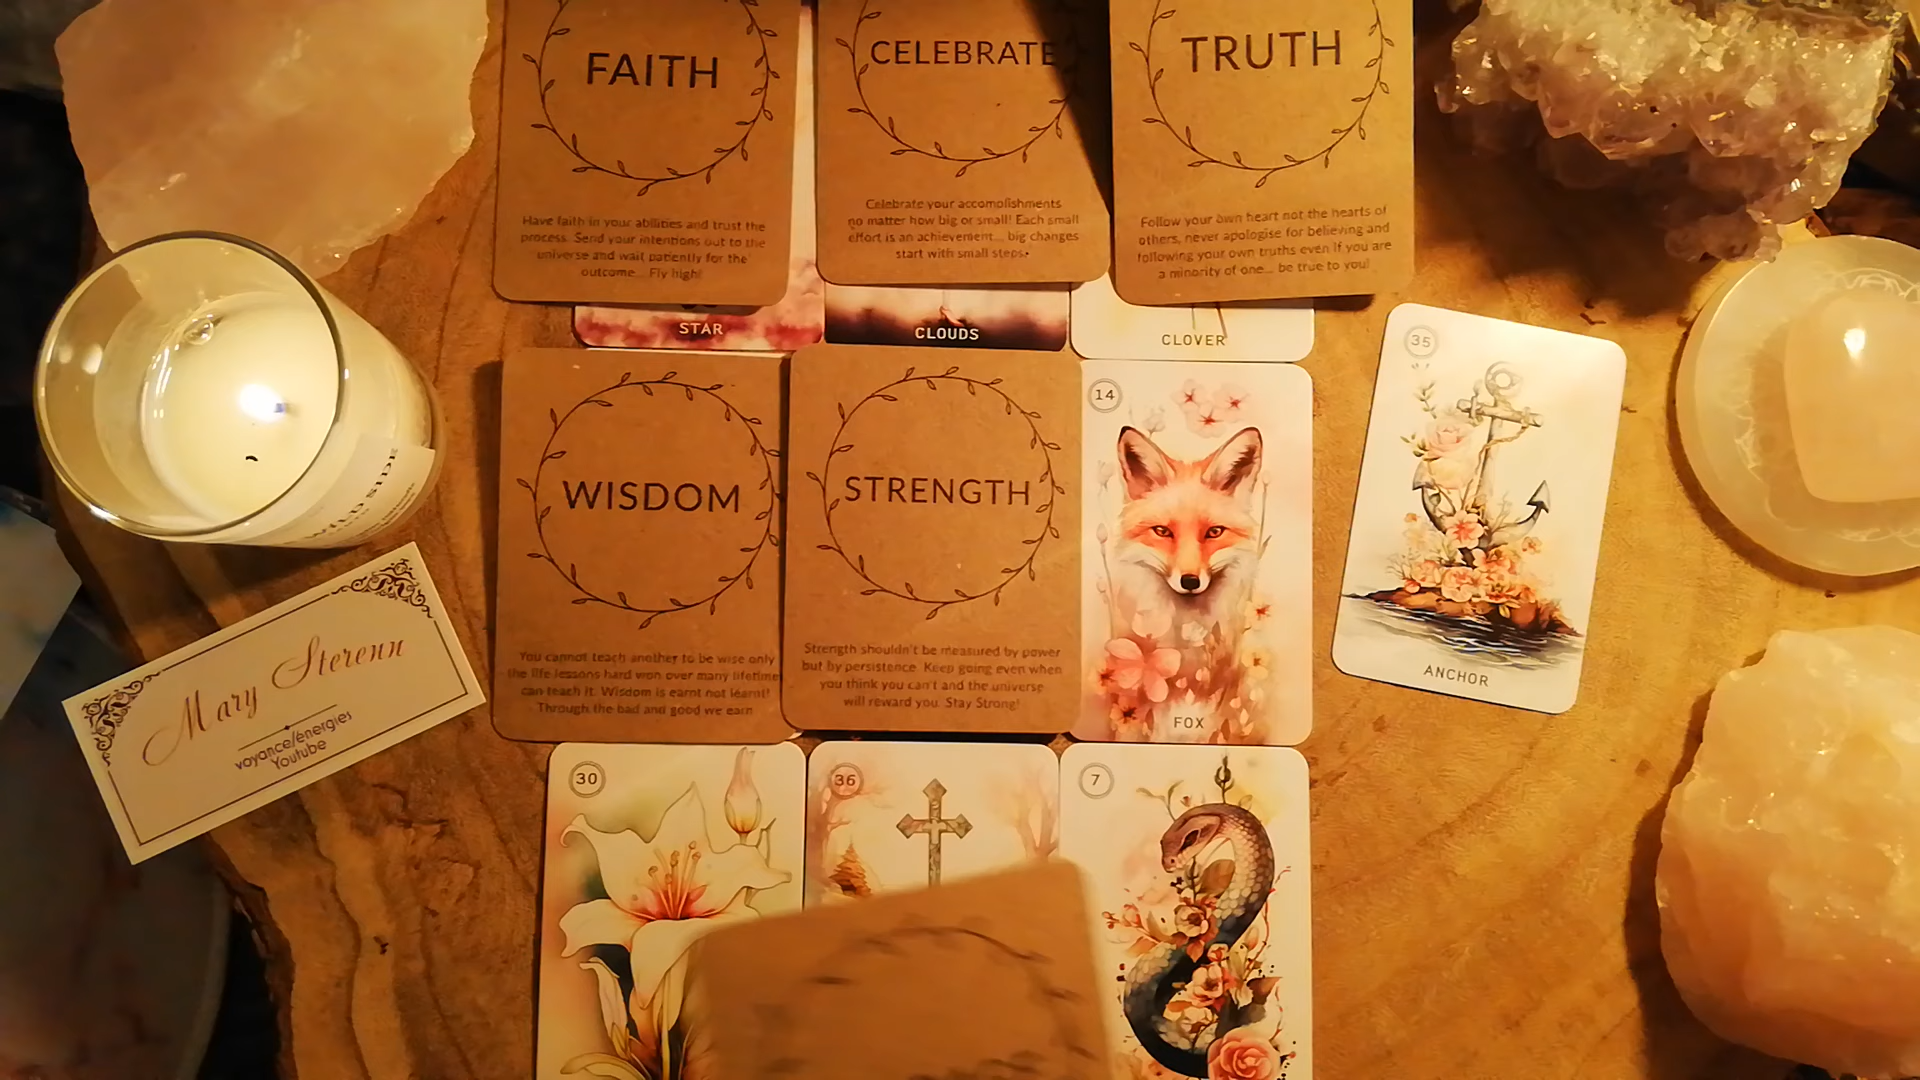 FAITH
Have faith in your abilities and trust the
process. Send your intentions out to the
universe and wait patiently for the
outcome... Fly high!
CELEBRATE
Celebrate your accomplishments
no matter how big or small! Each small
effort is an achievement... big changes
start with small steps.
TRUTH
Follow your own heart not the hearts of
others, never apologise for believing and
following your own truths even if you are
a minority of one... be true to you!
STAR
CLOUDS
CLOVER
WISDOM
You cannot teach another to be wise only
the life lessons hard won over many lifetime
can teach it. Wisdom is earnt not learnt!
Through the bad and good we earn
STRENGTH
Strength shouldn't be measured by power
but by persistence. Keep going even when
you think you can't and the universe
will reward you. Stay Strong!
14
FOX
35
ANCHOR
WILD SIDE
Mary Sterenn
voyance/énergies
Youtube
30
36
7